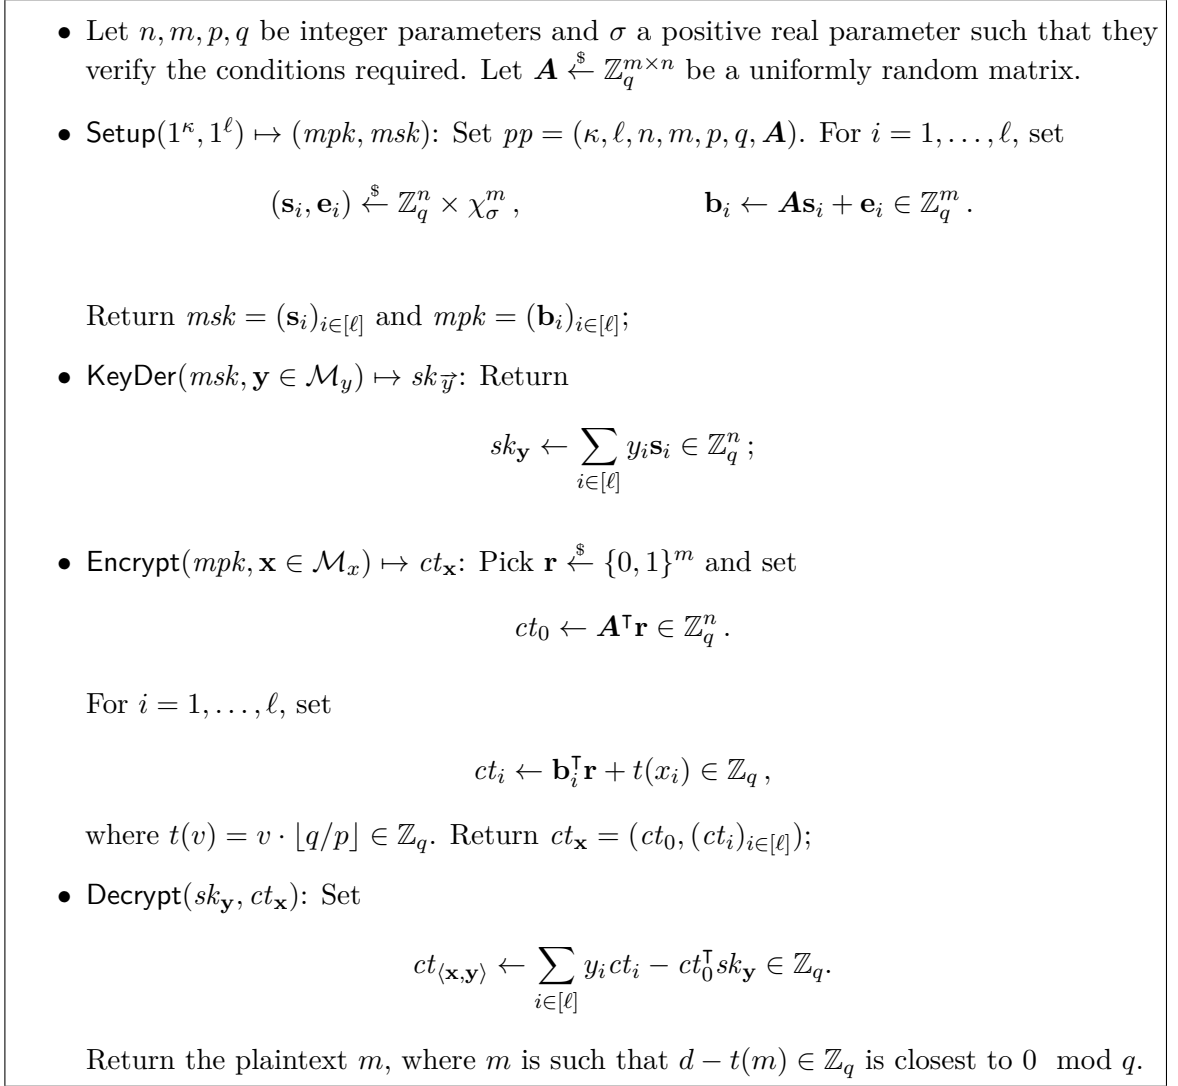 • Let n, m, p, q be integer parameters and σ a positive real parameter such that they
verify the conditions required. Let A ←$ ℤ_q^{m×n} be a uniformly random matrix.
• Setup(1^κ, 1^ℓ) ↦ (mpk, msk): Set pp = (κ, ℓ, n, m, p, q, A). For i = 1, . . . , ℓ, set
(s_i, e_i) ←$ ℤ_q^n × χ_σ^m , b_i ← As_i + e_i ∈ ℤ_q^m .
Return msk = (s_i)_{i∈[ℓ]} and mpk = (b_i)_{i∈[ℓ]};
• KeyDer(msk, y ∈ ℳ_y) ↦ sk_{\overrightarrow{y}}: Return
sk_y ← ∑_{i∈[ℓ]} y_i s_i ∈ ℤ_q^n ;
• Encrypt(mpk, x ∈ ℳ_x) ↦ ct_x: Pick r ←$ {0, 1}^m and set
ct_0 ← A^⊺r ∈ ℤ_q^n .
For i = 1, . . . , ℓ, set
ct_i ← b_i^⊺r + t(x_i) ∈ ℤ_q ,
where t(v) = v · ⌊q/p⌋ ∈ ℤ_q. Return ct_x = (ct_0, (ct_i)_{i∈[ℓ]});
• Decrypt(sk_y, ct_x): Set
ct_{⟨x,y⟩} ← ∑_{i∈[ℓ]} y_i ct_i − ct_0^⊺ sk_y ∈ ℤ_q.
Return the plaintext m, where m is such that d − t(m) ∈ ℤ_q is closest to 0 mod q.